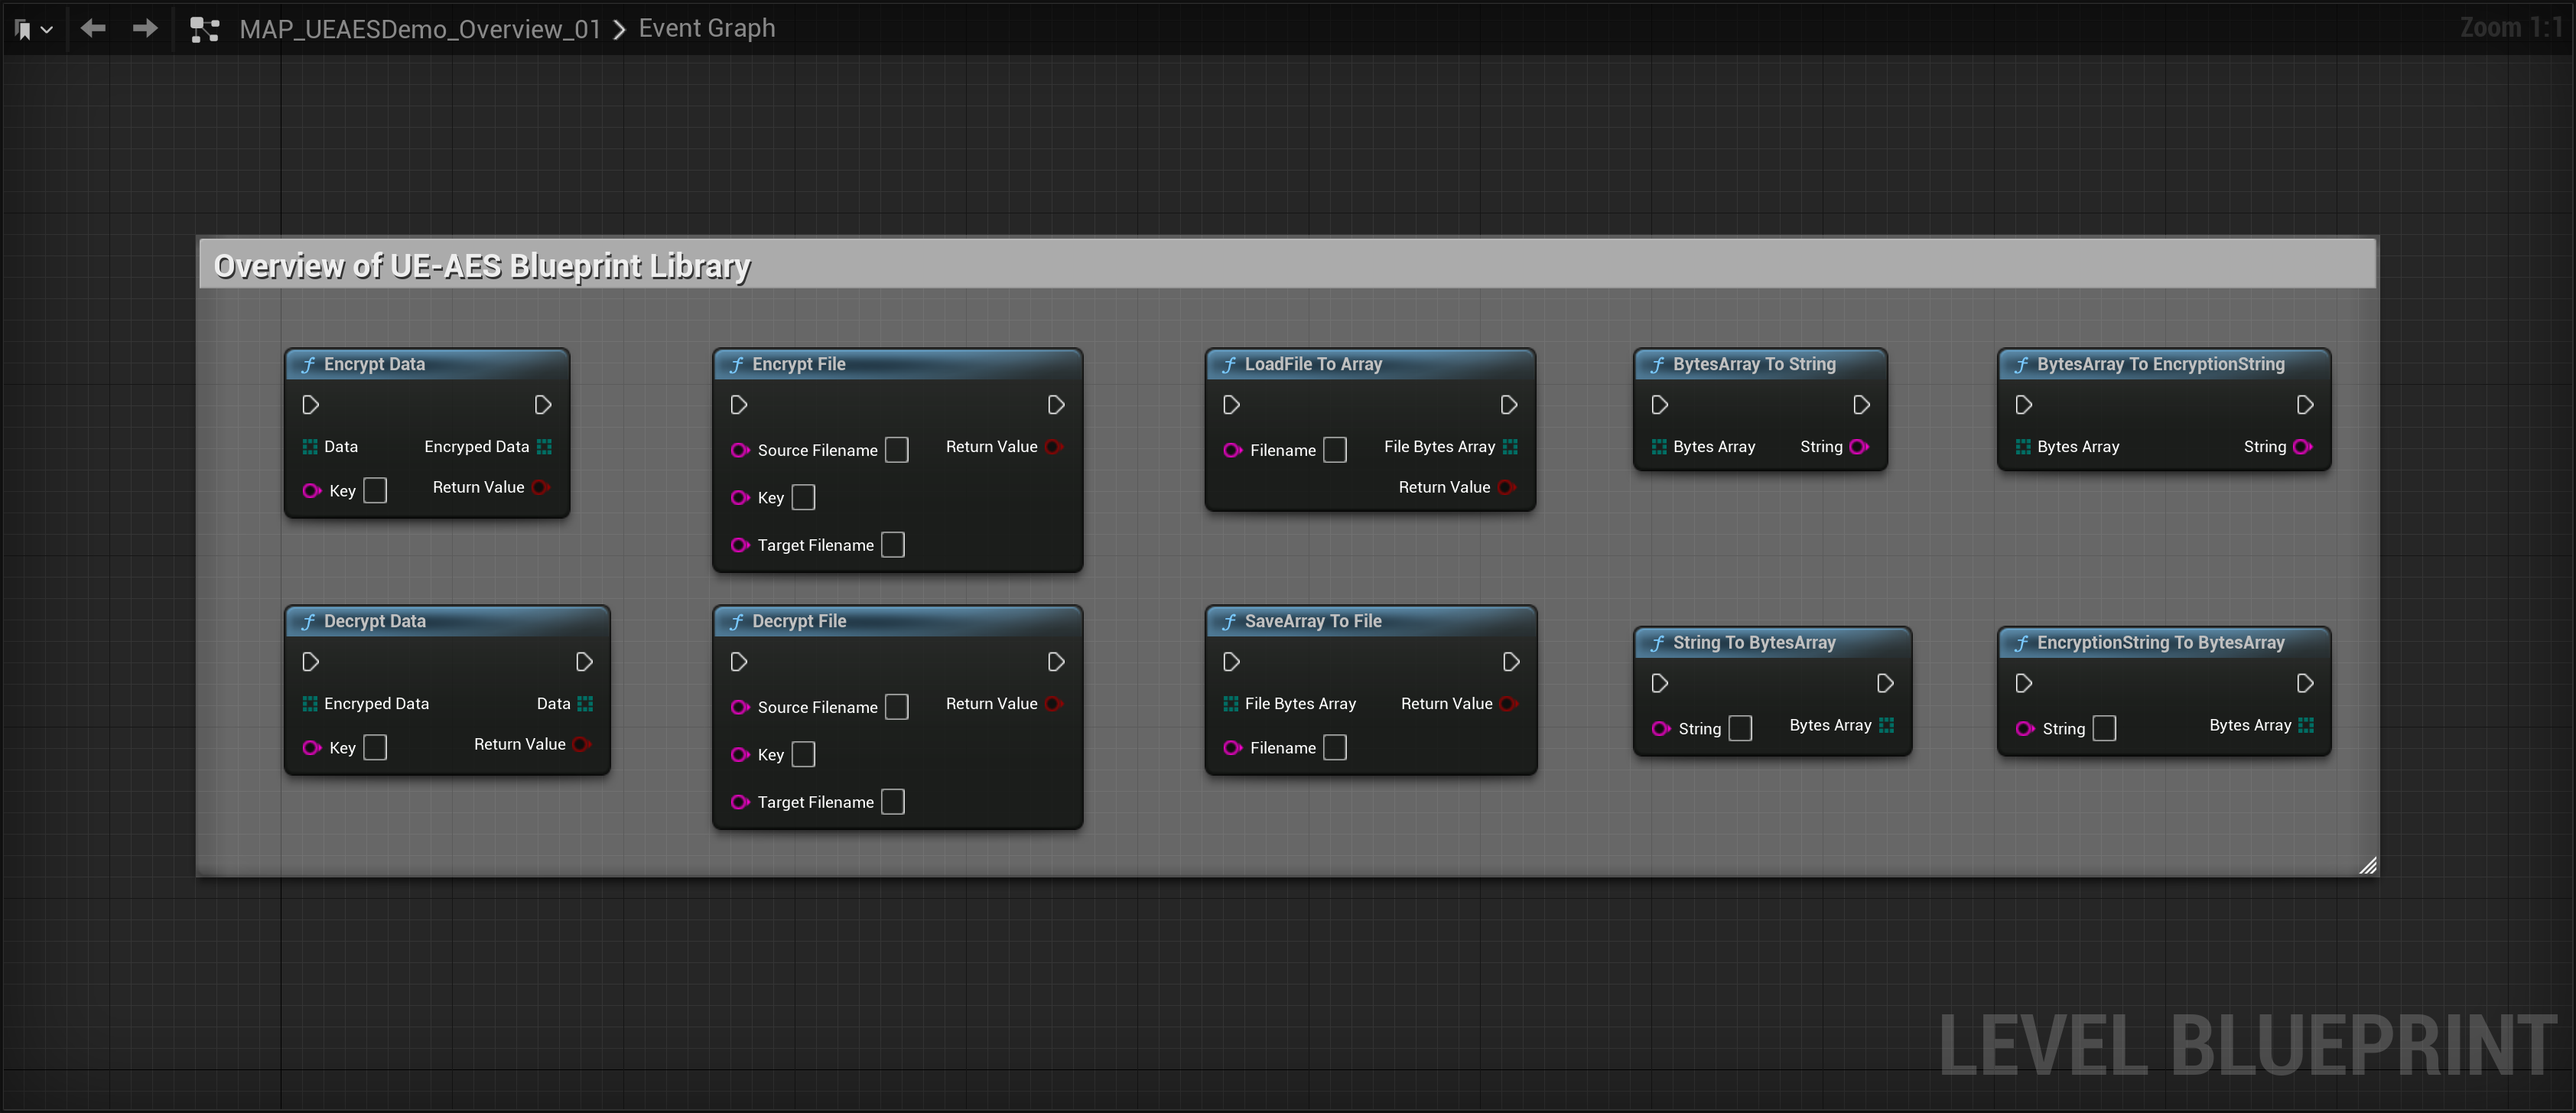 MAP_UEAESDemo_Overview_01 > Event Graph
Zoom 1:1
Overview of UE-AES Blueprint Library
Encrypt Data
Data
Encryped Data
Key
Return Value
Encrypt File
Source Filename
Return Value
Key
Target Filename
LoadFile To Array
Filename
File Bytes Array
Return Value
BytesArray To String
Bytes Array
String
BytesArray To EncryptionString
Bytes Array
String
Decrypt Data
Encryped Data
Data
Key
Return Value
Decrypt File
Source Filename
Return Value
Key
Target Filename
SaveArray To File
File Bytes Array
Return Value
Filename
String To BytesArray
String
Bytes Array
EncryptionString To BytesArray
String
Bytes Array
LEVEL BLUEPRINT